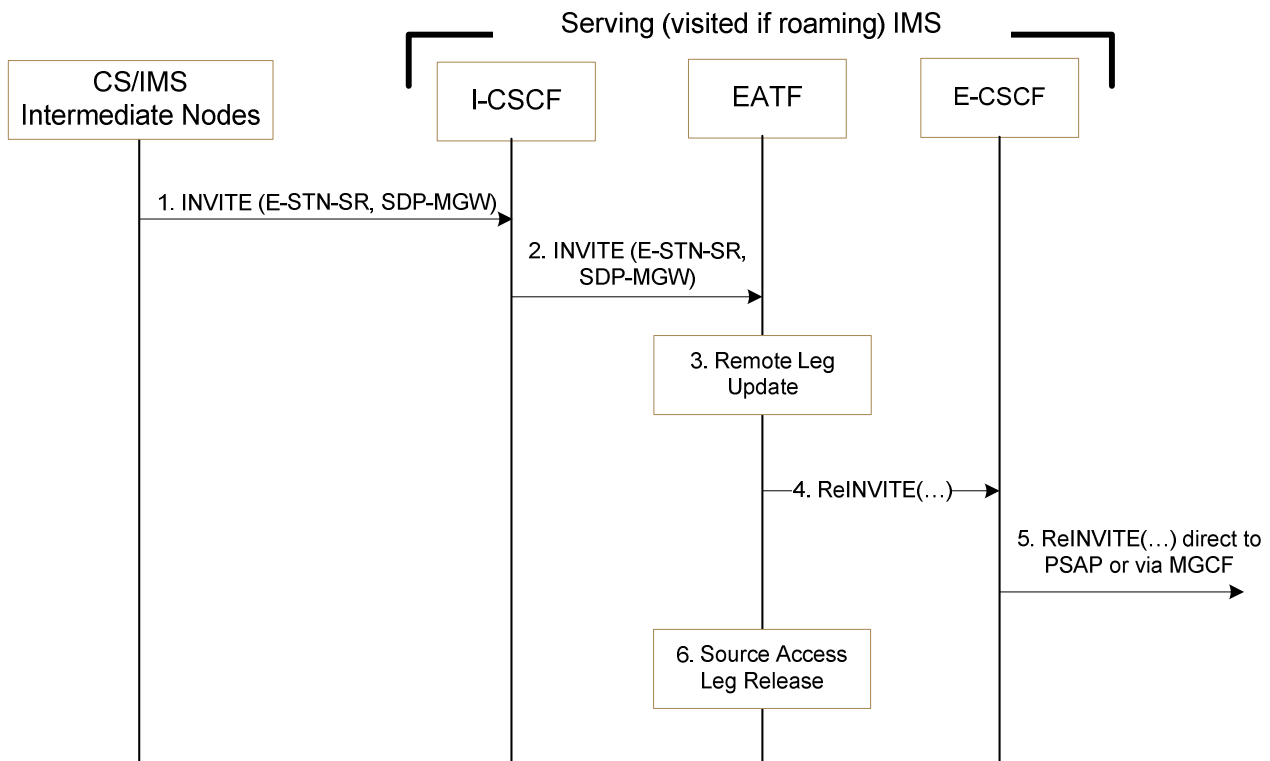 Serving (visited if roaming) IMS
CS/IMS
Intermediate Nodes
I-CSCF
EATF
E-CSCF
1. INVITE (E-STN-SR, SDP-MGW)
2. INVITE (E-STN-SR,
SDP-MGW)
3. Remote Leg
Update
4. ReINVITE(…)
5. ReINVITE(…) direct to
PSAP or via MGCF
6. Source Access
Leg Release